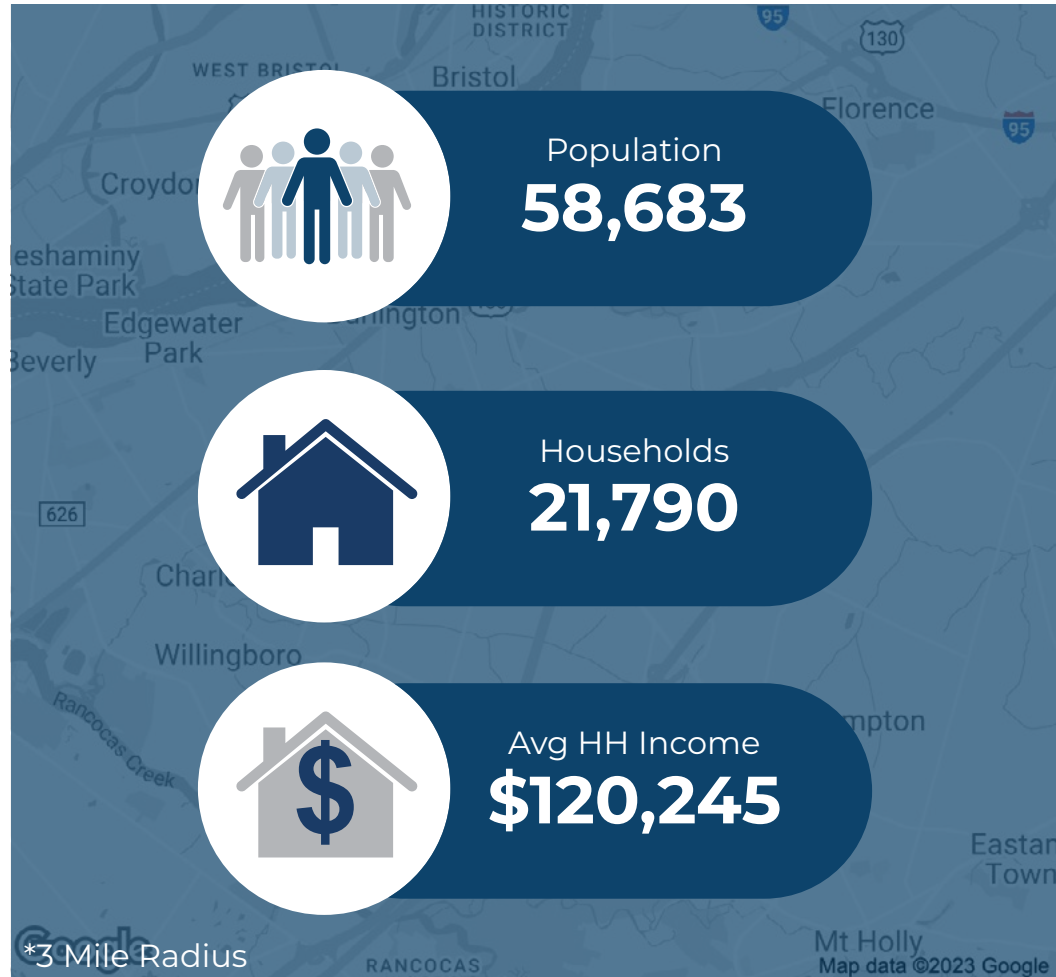 HISTORIC
DISTRICT
95
130
WEST BRISTOL
Bristol
Florence
95
Population
58,683
Croydon
eshaminy
State Park
Edgewater
Park
Beverly
Households
21,790
626
Willingboro
Rancocas Creek
Avg HH Income
$120,245
mpton
Eastam
Town
*3 Mile Radius
Google
RANCOCAS
Mt Holly
Map data ©2023 Google